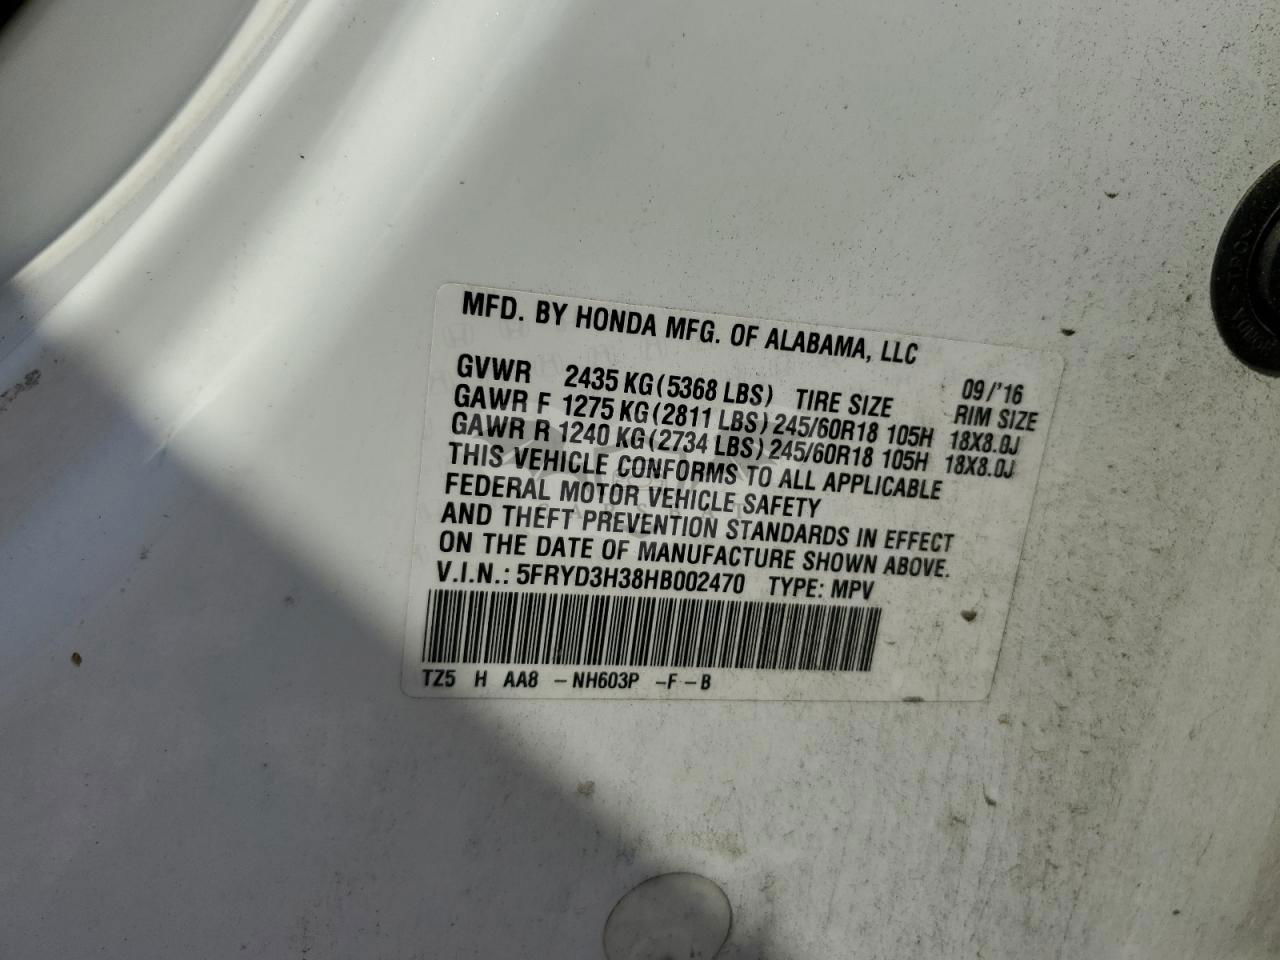 MFD. BY HONDA MFG. OF ALABAMA, LLC
09/'16
GVWR 2435 KG (5368 LBS) TIRE SIZE RIM SIZE
GAWR F 1275 KG (2811 LBS) 245/60R18 105H 18X8.0J
GAWR R 1240 KG (2734 LBS) 245/60R18 105H 18X8.0J
THIS VEHICLE CONFORMS TO ALL APPLICABLE
FEDERAL MOTOR VEHICLE SAFETY
AND THEFT PREVENTION STANDARDS IN EFFECT
ON THE DATE OF MANUFACTURE SHOWN ABOVE.
V.I.N.: 5FRYD3H38HB002470 TYPE: MPV
TZ5 H AA8 -NH603P -F-B